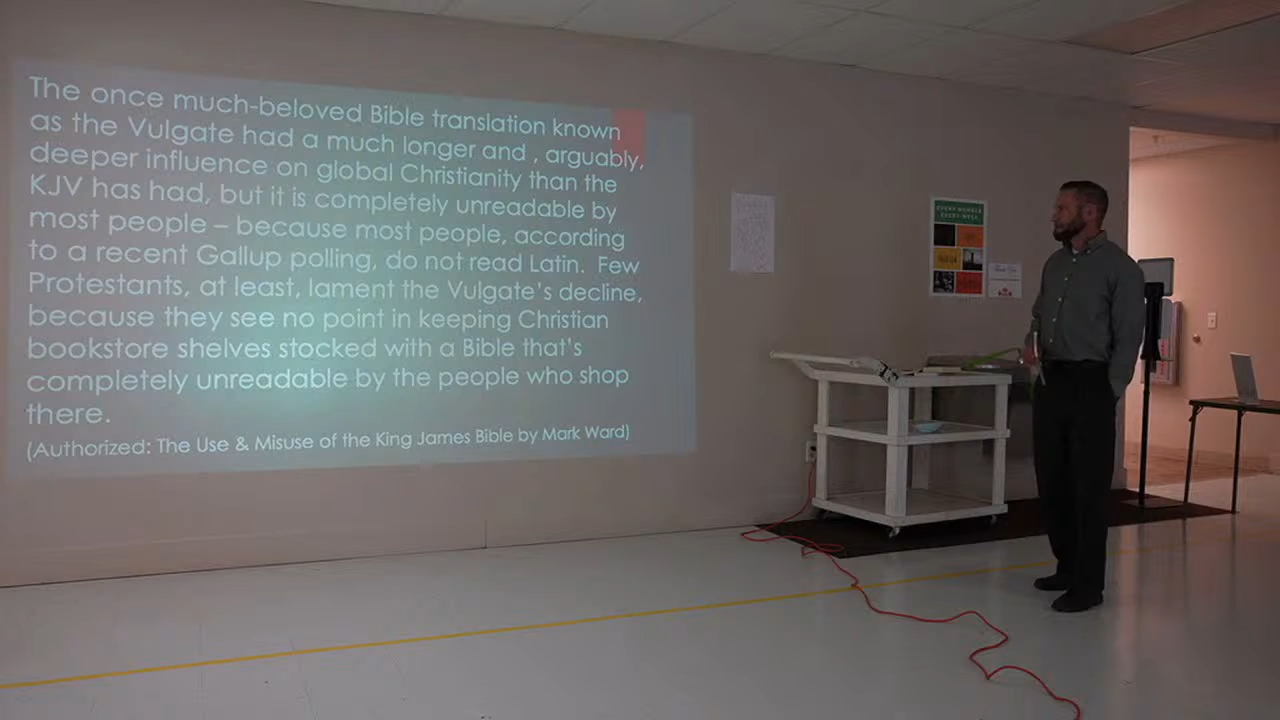 The once much-beloved Bible translation known
as the Vulgate had a much longer and , arguably,
deeper influence on global Christianity than the
KJV has had, but it is completely unreadable by
most people – because most people, according
to a recent Gallup polling, do not read Latin.  Few
Protestants, at least, lament the Vulgate's decline,
because they see no point in keeping Christian
bookstore shelves stocked with a Bible that's
completely unreadable by the people who shop
there.
(Authorized: The Use & Misuse of the King James Bible by Mark Ward)
EVERY MEMBER
EVERY WEEK